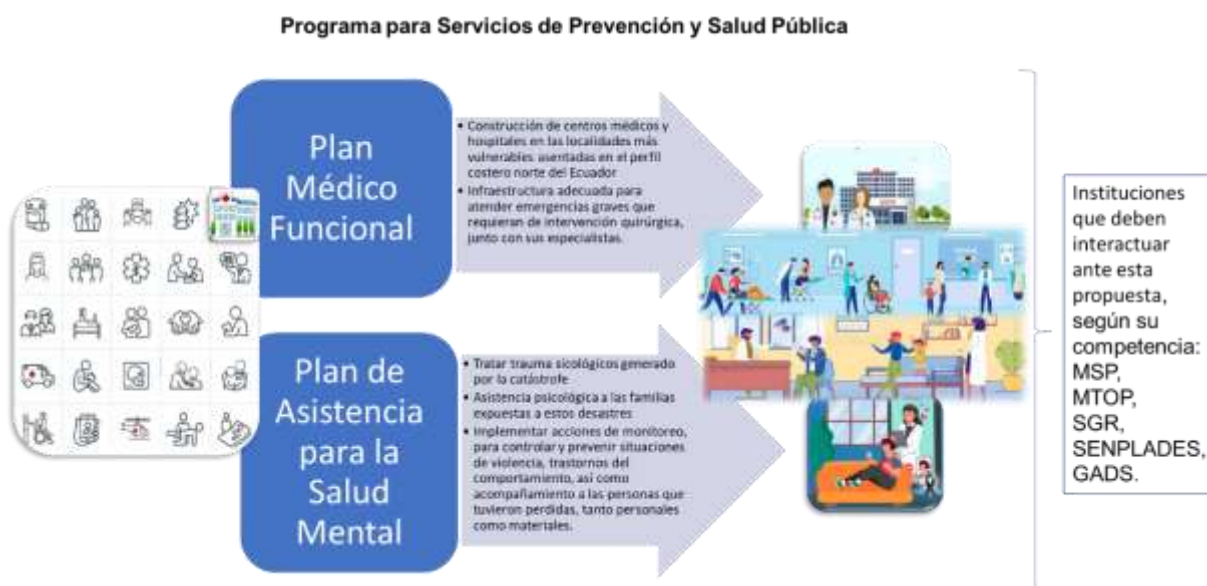 Programa para Servicios de Prevención y Salud Pública
Plan
Médico
Funcional
• Construcción de centros médicos y
hospitales en las localidades más
vulnerables asentadas en el perfil
costero norte del Ecuador
• Infraestructura adecuada para
atender emergencias graves que
requieran de intervención quirúrgica,
junto con sus especialistas.
Plan de
Asistencia
para la
Salud
Mental
• Tratar trauma sicológicos generado
por la catástrofe
• Asistencia psicológica a las familias
expuestas a estos desastres
• Implementar acciones de monitoreo,
para controlar y prevenir situaciones
de violencia, trastornos del
comportamiento, así como
acompañamiento a las personas que
tuvieron perdidas, tanto personales
como materiales.
Instituciones
que deben
interactuar
ante esta
propuesta,
según su
competencia:
MSP,
MTOP,
SGR,
SENPLADES,
GADS.